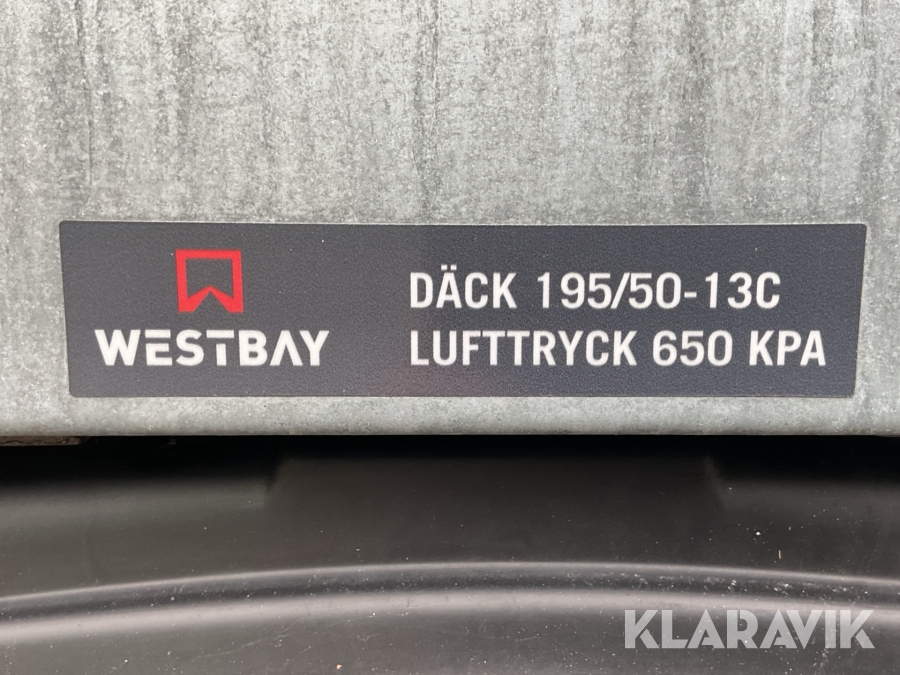 WESTBAY
DÄCK 195/50-13C
LUFTTRYCK 650 KPA
KLARAVIK